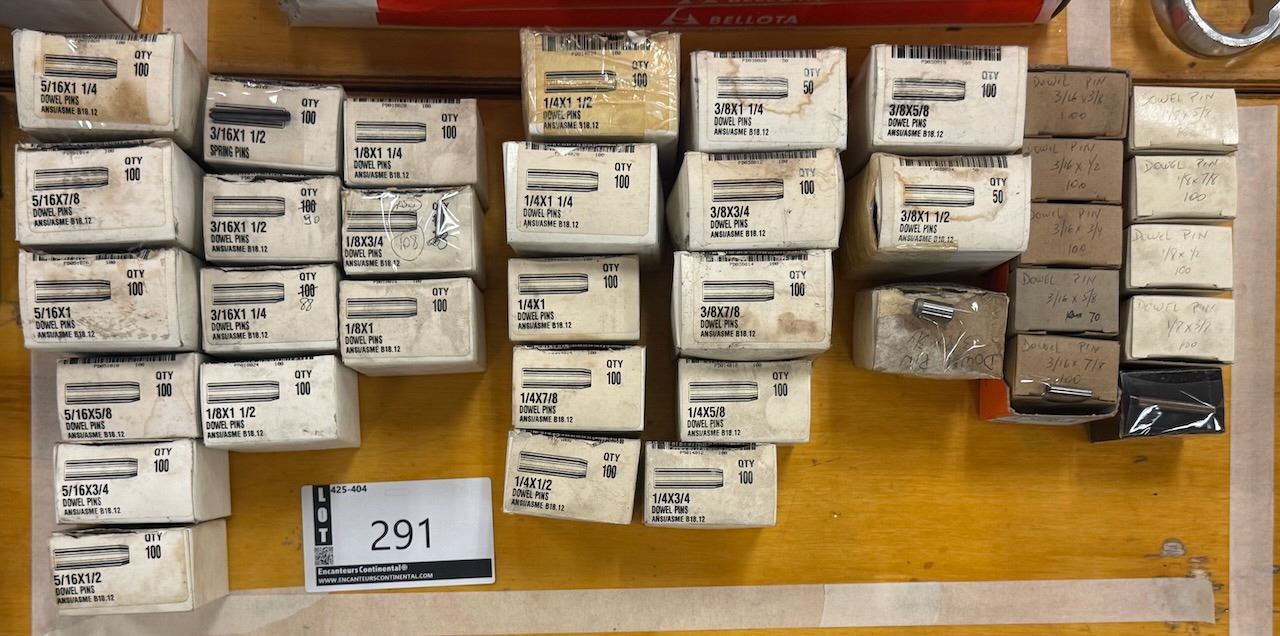 BELLOTA
5/16X1 1/4
DOWEL PINS
ANSI/ASME B18.12
QTY
100
5/16X7/8
DOWEL PINS
ANSI/ASME B18.12
QTY
100
5/16X1
DOWEL PINS
ANSI/ASME B18.12
QTY
100
5/16X5/8
DOWEL PINS
ANSI/ASME B18.12
QTY
100
5/16X3/4
DOWEL PINS
ANSI/ASME B18.12
QTY
100
5/16X1/2
DOWEL PINS
ANSI/ASME B18.12
QTY
100
3/16X1 1/2
SPRING PINS
QTY
100
3/16X1 1/2
DOWEL PINS
ANSI/ASME B18.12
QTY
100
90
3/16X1 1/4
DOWEL PINS
ANSI/ASME B18.12
QTY
100
88
1/8X1 1/2
DOWEL PINS
ANSI/ASME B18.12
QTY
100
1/8X1 1/4
DOWEL PINS
ANSI/ASME B18.12
QTY
100
1/8X3/4
DOWEL PINS
ANSI/ASME B18.12
108
1/8X1
DOWEL PINS
ANSI/ASME B18.12
QTY
100
LOT
425-404
291
Encanteurs Continental
WWW.ENCANTEURSCONTINENTAL.COM
1/4X1 1/2
DOWEL PINS
ANSI/ASME B18.12
QTY
100
1/4X1 1/4
DOWEL PINS
ANSI/ASME B18.12
QTY
100
1/4X1
DOWEL PINS
ANSI/ASME B18.12
QTY
100
1/4X7/8
DOWEL PINS
ANSI/ASME B18.12
QTY
100
1/4X1/2
DOWEL PINS
ANSI/ASME B18.12
QTY
100
3/8X1 1/4
DOWEL PINS
ANSI/ASME B18.12
QTY
50
3/8X3/4
DOWEL PINS
ANSI/ASME B18.12
QTY
100
3/8X7/8
DOWEL PINS
ANSI/ASME B18.12
QTY
100
1/4X5/8
DOWEL PINS
ANSI/ASME B18.12
QTY
100
1/4X3/4
DOWEL PINS
ANSI/ASME B18.12
QTY
100
3/8X5/8
DOWEL PINS
ANSI/ASME B18.12
QTY
100
3/8X1 1/2
DOWEL PINS
ANSI/ASME B18.12
QTY
50
DOWEL PIN
3/16 x 3/8
100
DOWEL PIN
3/16 x 1/2
100
DOWEL PIN
3/16 x 3/4
100
DOWEL PIN
3/16 x 5/8
70
DOWEL PIN
3/16 x 7/8
100
DOWEL PIN
DOWEL PIN
1/8 x 7/8
100
DOWEL PIN
1/8 x 1/2
100
DOWEL PIN
100